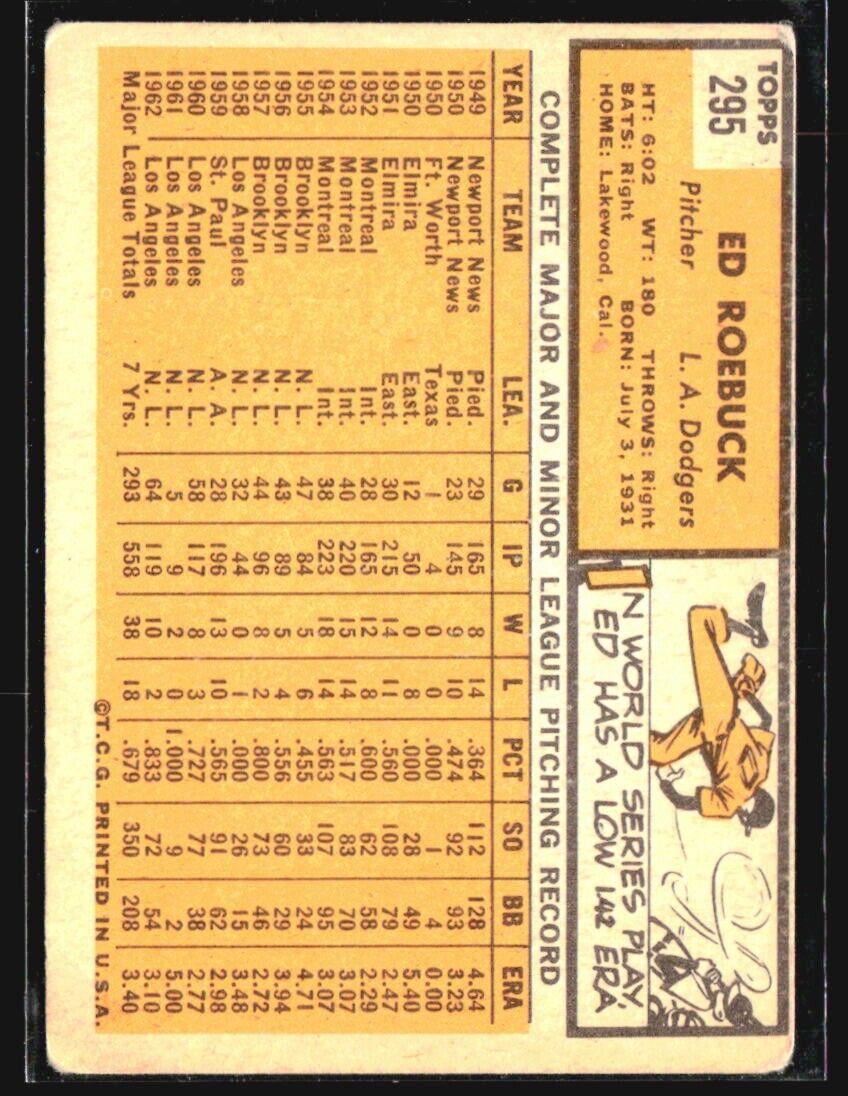 TOPPS
295
ED ROEBUCK
Pitcher L. A. Dodgers
HT: 6:02 WT: 180 THROWS: Right
BATS: Right BORN: July 3, 1931
HOME: Lakewood, Cal.
N WORLD SERIES PLAY,
ED HAS A LOW 1.42 ERA.
COMPLETE MAJOR AND MINOR LEAGUE PITCHING RECORD
YEAR TEAM LEA. G IP W L PCT SO BB ERA
1949 Newport News Pied. 29 165 8 14 .364 112 128 4.64
1950 Newport News Pied. 23 145 9 10 .474 92 93 3.23
1950 Ft. Worth Texas 1 4 0 0 .000 1 4 0.00
1950 Elmira East. 12 50 0 8 .000 28 49 5.40
1951 Elmira East. 30 215 14 11 .560 108 79 2.47
1952 Montreal Int. 28 165 12 8 .600 62 58 2.29
1953 Montreal Int. 40 220 15 14 .517 83 70 3.07
1954 Montreal Int. 38 223 18 14 .563 107 95 3.07
1955 Brooklyn N. L. 47 84 5 6 .455 33 24 4.71
1956 Brooklyn N. L. 43 89 5 4 .556 60 29 3.94
1957 Brooklyn N. L. 44 96 8 2 .800 73 46 2.72
1958 Los Angeles N. L. 32 44 0 1 .000 26 15 3.48
1959 St. Paul A. A. 28 196 13 10 .565 91 62 2.98
1960 Los Angeles N. L. 58 117 8 3 .727 77 38 2.77
1961 Los Angeles N. L. 5 9 2 0 1.000 9 2 5.00
1962 Los Angeles N. L. 64 119 10 2 .833 72 54 3.10
Major League Totals 7 Yrs. 293 558 38 18 .679 350 208 3.40
©T.C.G. PRINTED IN U.S.A.